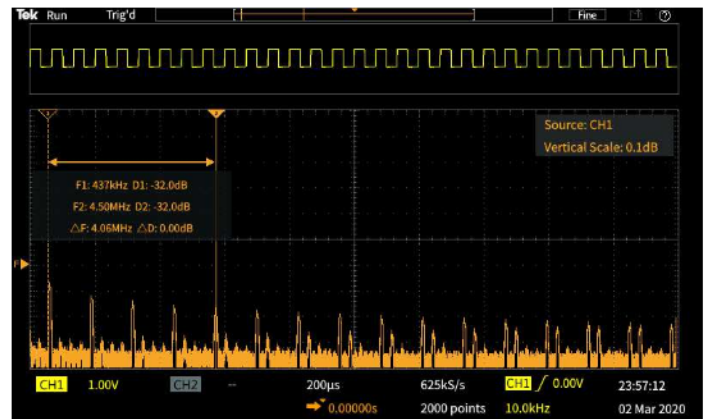 Tek Run Trig'd Fine
Source: CH1
Vertical Scale: 0.1dB
F1: 437kHz D1: -32.0dB
F2: 4.50MHz D2: -32.0dB
△F: 4.06MHz △D: 0.00dB
F
CH1 1.00V CH2 -- 200µs 625kS/s CH1 0.00V 23:57:12
0.00000s 2000 points 10.0kHz 02 Mar 2020